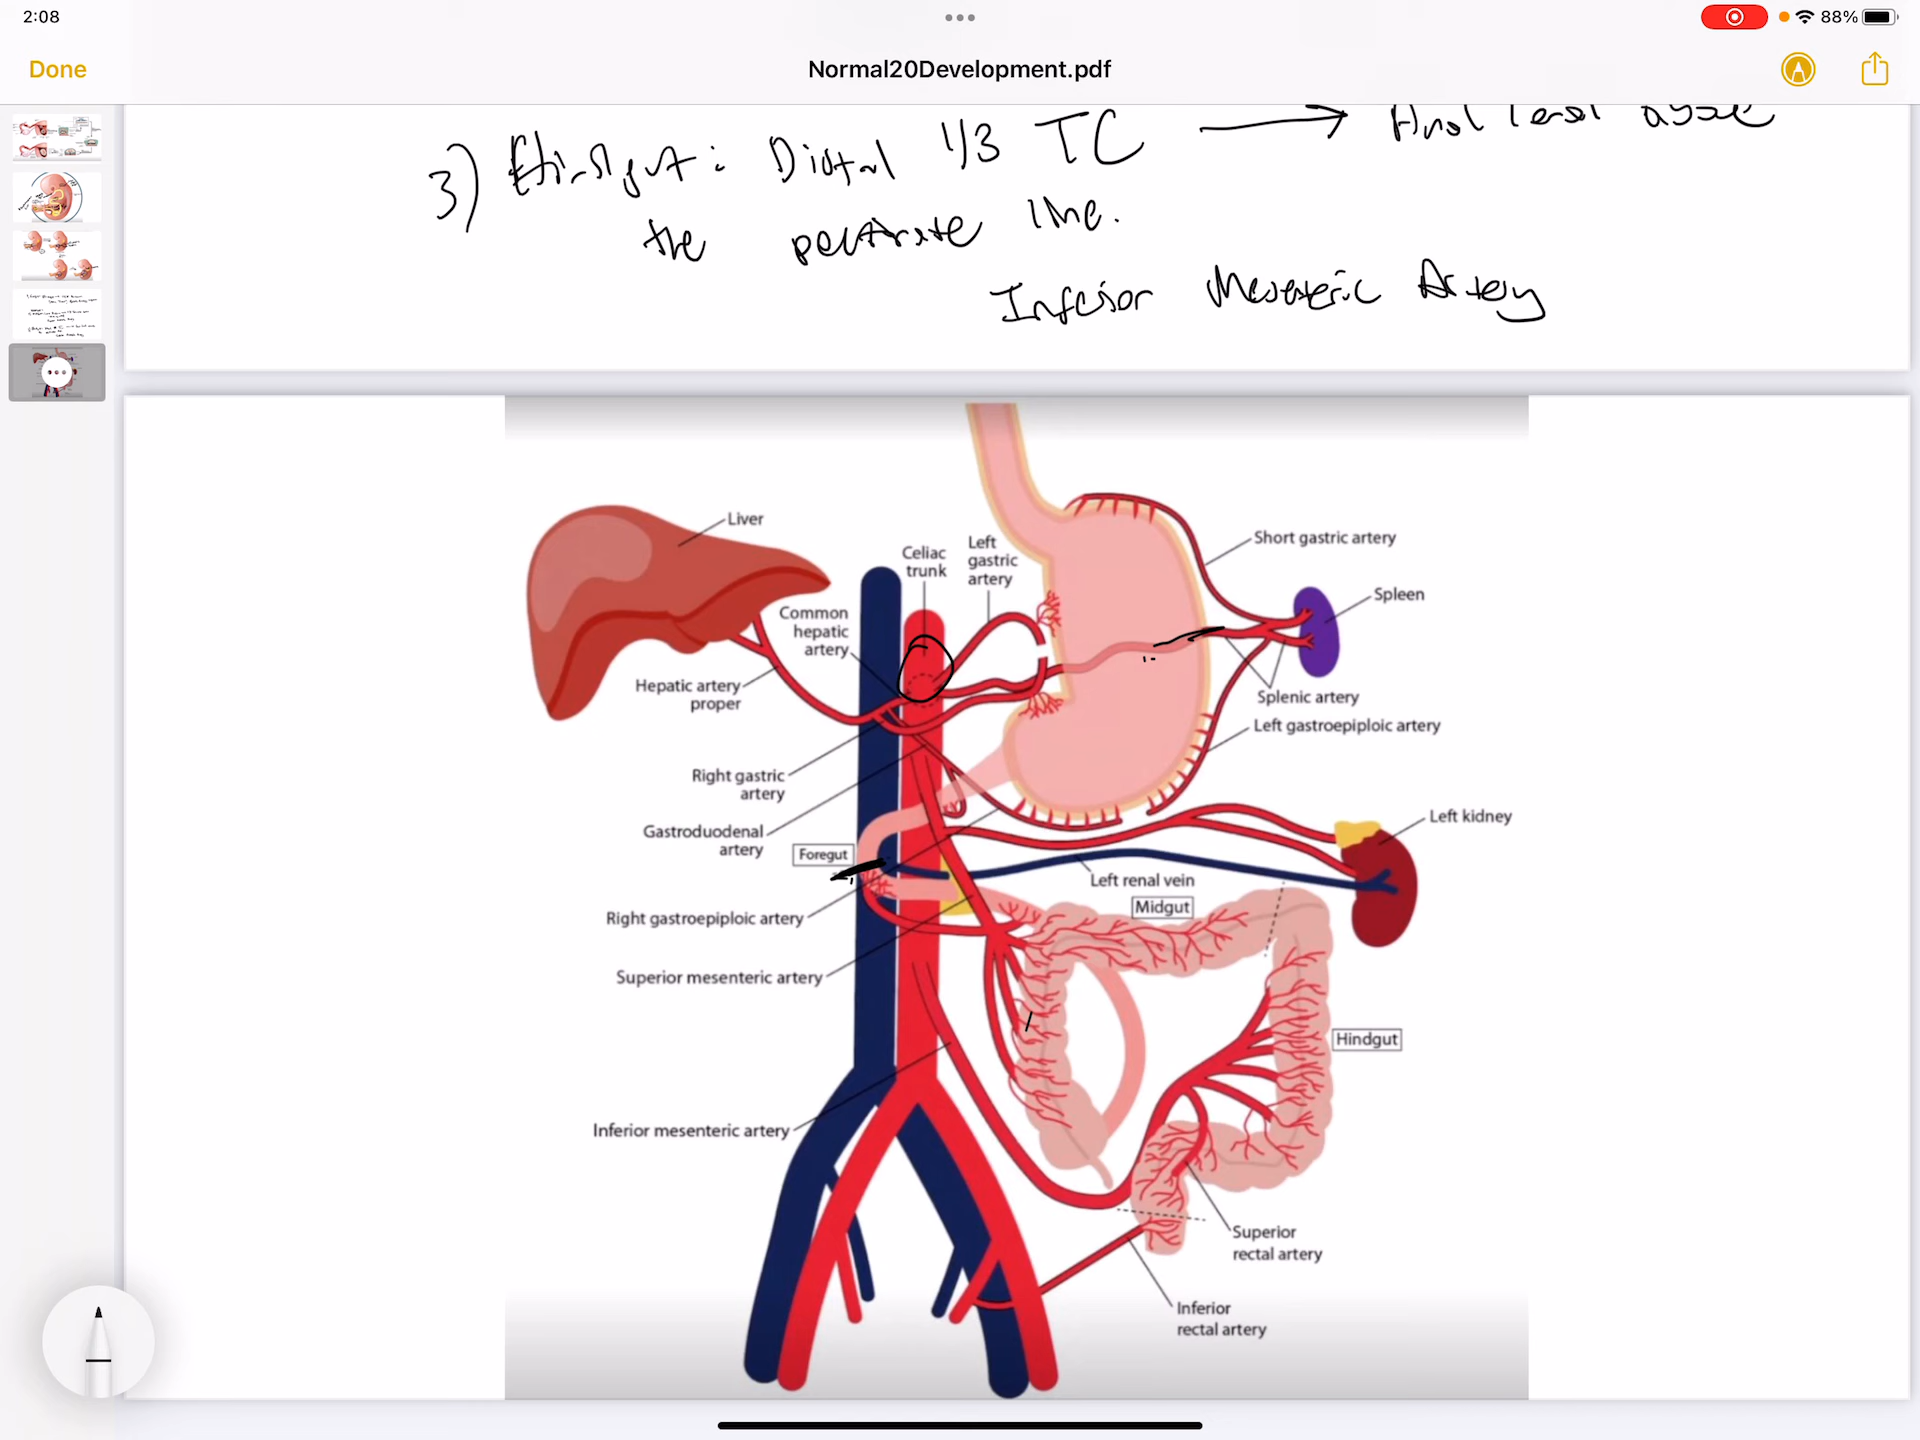 2:08
88%
Done
Normal20Development.pdf
3) Hindgut: Distal 1/3 TC →
the pectinate line.
Inferior Mesenteric Artery
Liver
Celiac
trunk
Left
gastric
artery
Short gastric artery
Spleen
Common
hepatic
artery
Hepatic artery
proper
Splenic artery
Left gastroepiploic artery
Right gastric
artery
Gastroduodenal
artery
Left kidney
Foregut
Left renal vein
Midgut
Right gastroepiploic artery
Superior mesenteric artery
Hindgut
Inferior mesenteric artery
Superior
rectal artery
Inferior
rectal artery